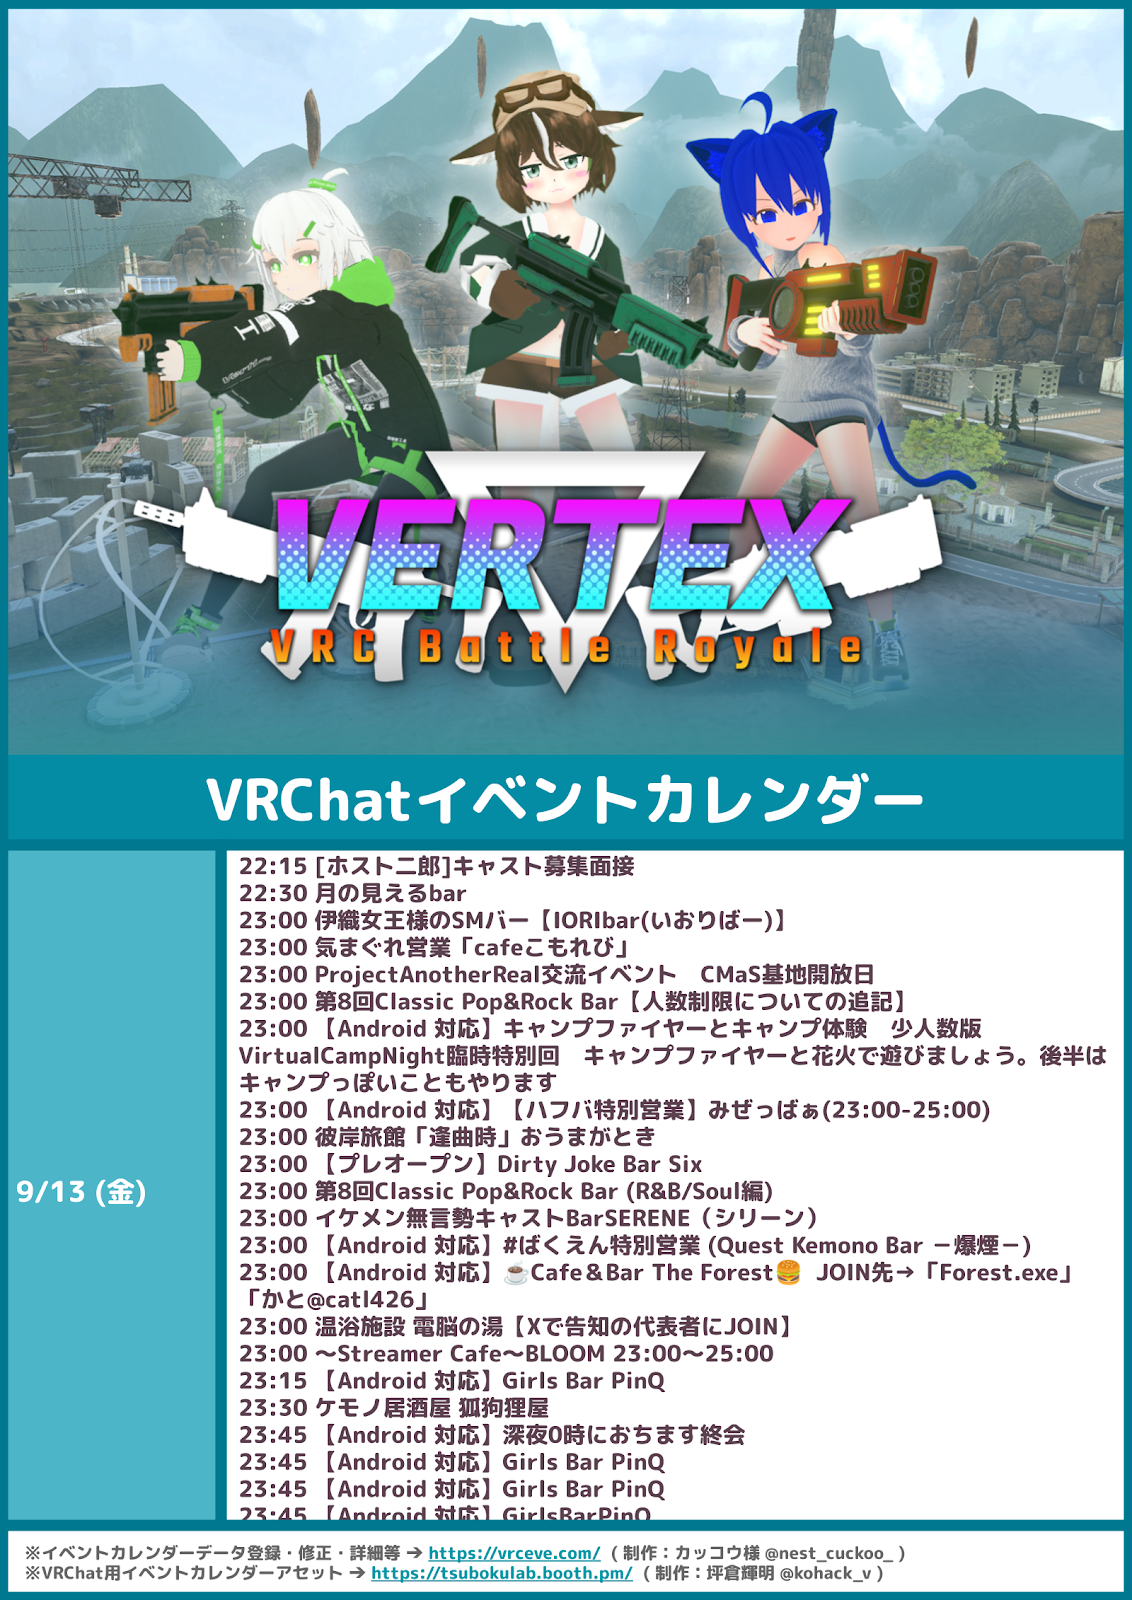 VERTEX
VRC Battle Royale
VRChatイベントカレンダー
9/13 (金)
22:15 [ホスト二郎]キャスト募集面接
22:30 月の見えるbar
23:00 伊織女王様のSMバー【IORIbar(いおりばー)】
23:00 気まぐれ営業「cafeこもれび」
23:00 ProjectAnotherReal交流イベント　CMaS基地開放日
23:00 第8回Classic Pop&Rock Bar【人数制限についての追記】
23:00 【Android 対応】キャンプファイヤーとキャンプ体験　少人数版
VirtualCampNight臨時特別回　キャンプファイヤーと花火で遊びましょう。後半は
キャンプっぽいこともやります
23:00 【Android 対応】【ハフバ特別営業】みぜっばぁ(23:00-25:00)
23:00 彼岸旅館「逢曲時」おうまがとき
23:00 【プレオープン】Dirty Joke Bar Six
23:00 第8回Classic Pop&Rock Bar (R&B/Soul編)
23:00 イケメン無言勢キャストBarSERENE（シリーン）
23:00 【Android 対応】#ばくえん特別営業 (Quest Kemono Bar －爆煙－)
23:00 【Android 対応】☕Cafe＆Bar The Forest🍔 JOIN先→「Forest.exe」
「かと@catl426」
23:00 温浴施設 電脳の湯【Xで告知の代表者にJOIN】
23:00 〜Streamer Cafe〜BLOOM 23:00〜25:00
23:15 【Android 対応】Girls Bar PinQ
23:30 ケモノ居酒屋 狐狗狸屋
23:45 【Android 対応】深夜0時におちます終会
23:45 【Android 対応】Girls Bar PinQ
23:45 【Android 対応】Girls Bar PinQ
23:45 【Android 対応】GirlsBarPinQ
※イベントカレンダーデータ登録・修正・詳細等 → https://vrceve.com/ ( 制作：カッコウ様 @nest_cuckoo_ )
※VRChat用イベントカレンダーアセット → https://tsubokulab.booth.pm/ ( 制作：坪倉輝明 @kohack_v )